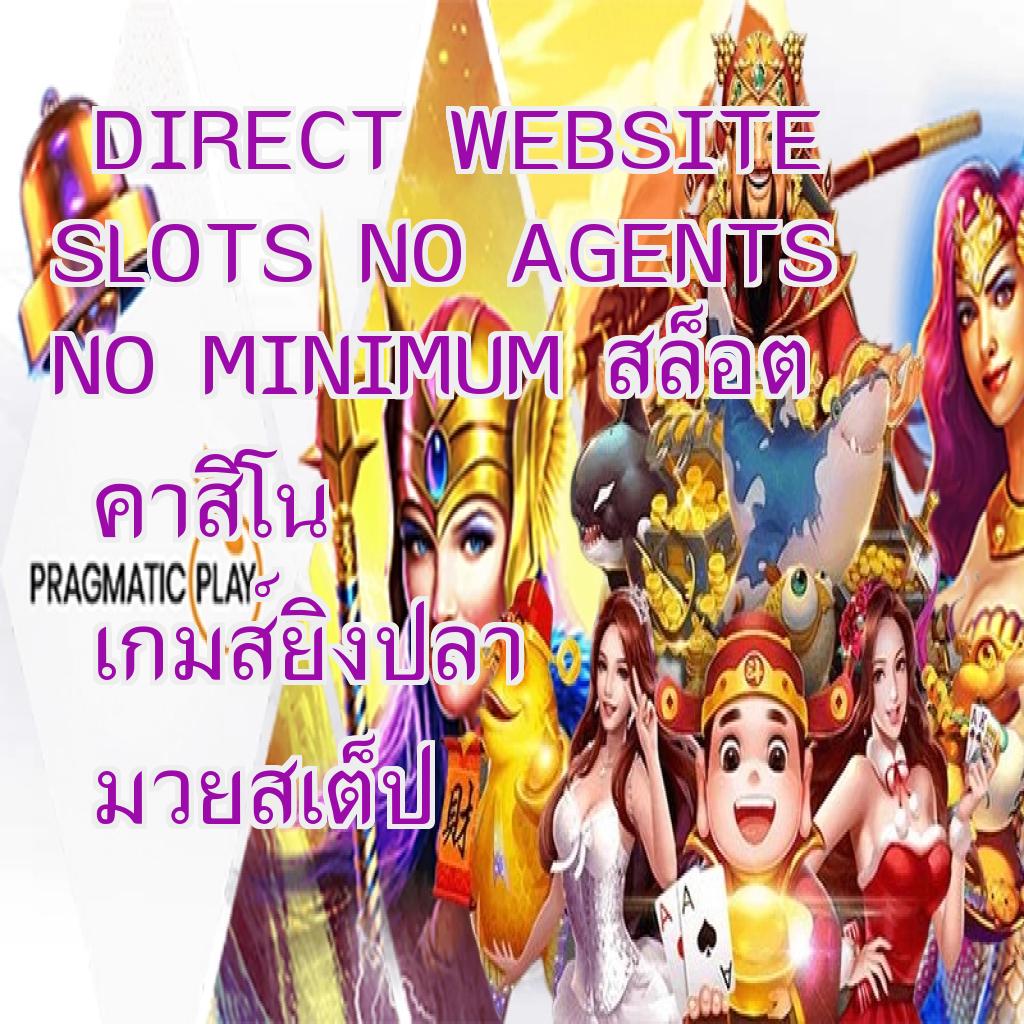 DIRECT WEBSITE
SLOTS NO AGENTS
NO MINIMUM สล็อต
คาสิโน
PRAGMATIC PLAY
เกมส์ยิงปลา
มวยสเต็ป
財
A A
A